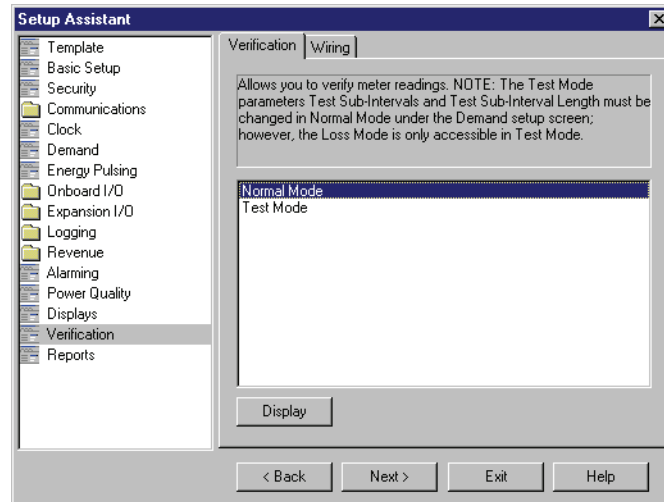 Setup Assistant
Template
Basic Setup
Security
Communications
Clock
Demand
Energy Pulsing
Onboard I/O
Expansion I/O
Logging
Revenue
Alarming
Power Quality
Displays
Verification
Reports
Verification
Wiring
Allows you to verify meter readings. NOTE: The Test Mode
parameters Test Sub-Intervals and Test Sub-Interval Length must be
changed in Normal Mode under the Demand setup screen;
however, the Loss Mode is only accessible in Test Mode.
Normal Mode
Test Mode
Display
< Back
Next >
Exit
Help